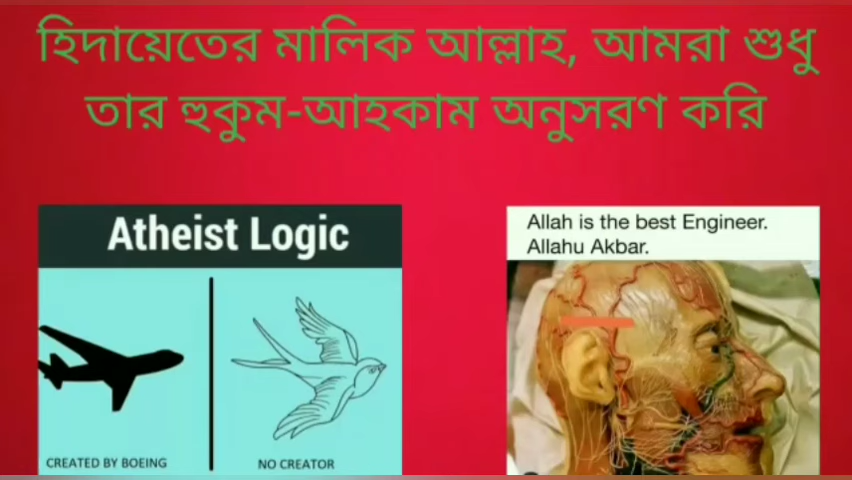 হিদায়েতের মালিক আল্লাহ, আমরা শুধু
তার হুকুম-আহকাম অনুসরণ করি
Atheist Logic
CREATED BY BOEING
NO CREATOR
Allah is the best Engineer.
Allahu Akbar.